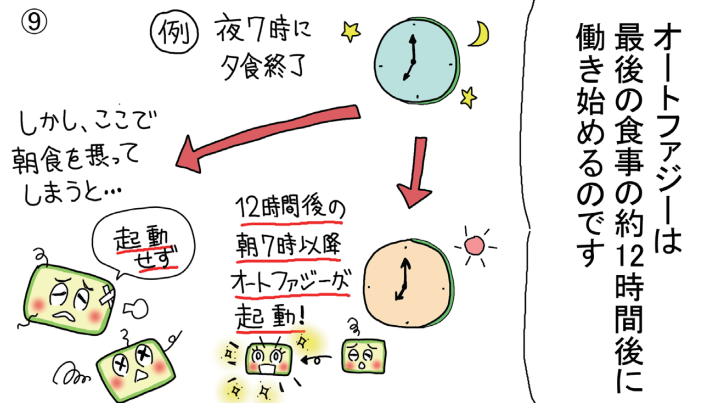 ⑨
オートファジーは
最後の食事の約12時間後に
働き始めるのです
例
夜7時に
夕食終了
しかし、ここで
朝食を摂って
しまうと…
起動
せず
12時間後の
朝7時以降
オートファジーが
起動!